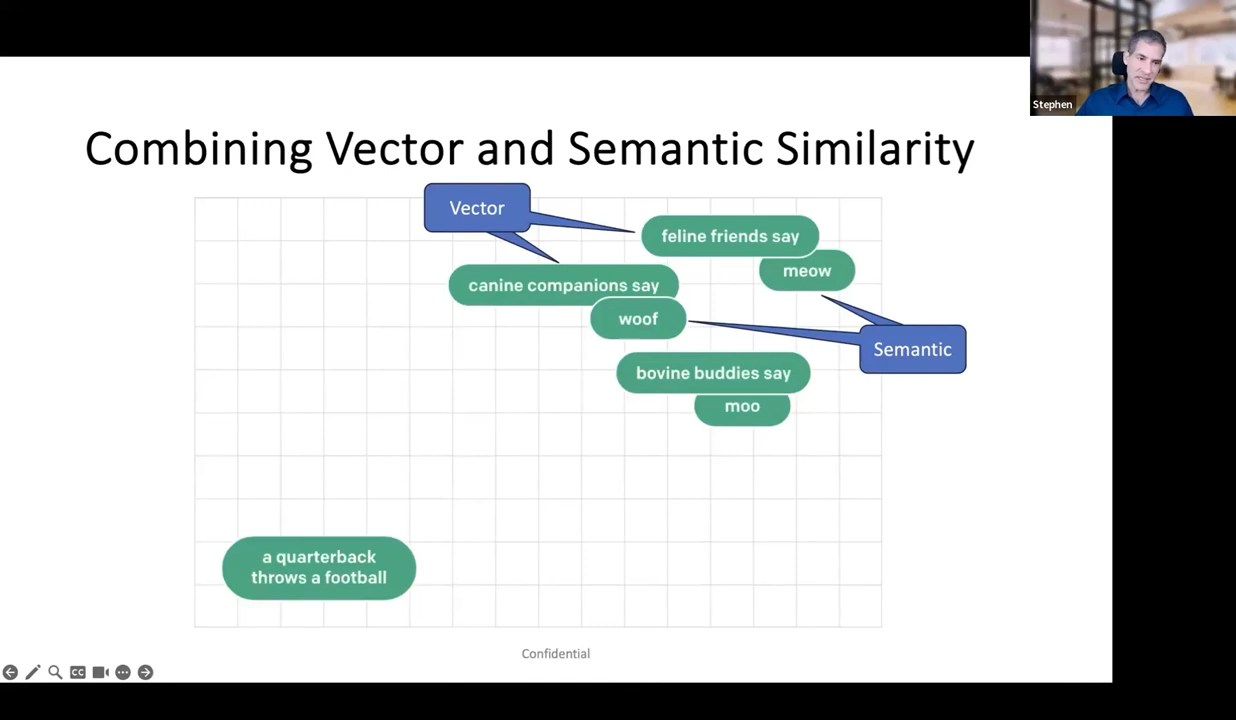 Stephen
Combining Vector and Semantic Similarity
Vector
feline friends say
meow
canine companions say
woof
Semantic
bovine buddies say
moo
a quarterback
throws a football
Confidential
CC